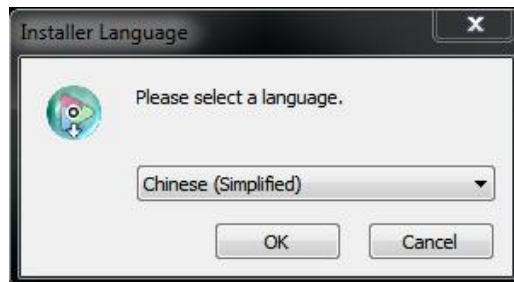 Installer Language
Please select a language.
Chinese (Simplified)
OK
Cancel